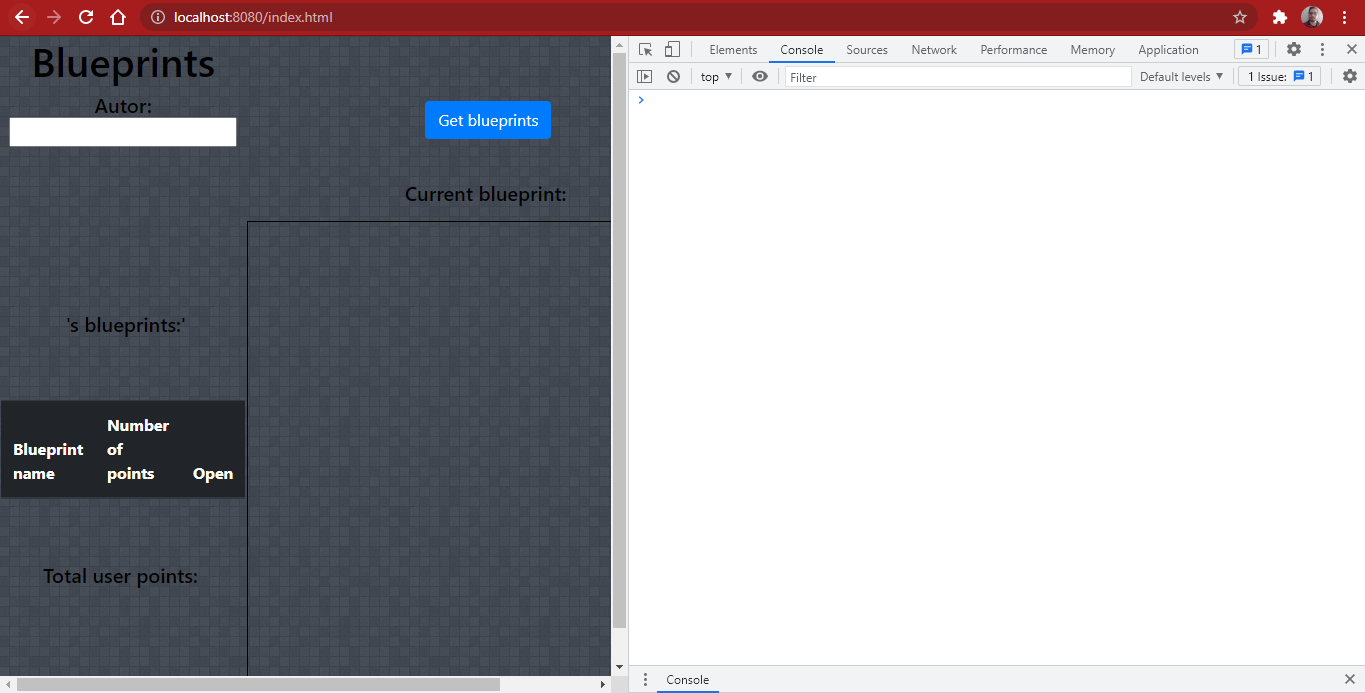 localhost:8080/index.html
Blueprints
Autor:
Get blueprints
Current blueprint:
's blueprints:'
Blueprint name
Number of points
Open
Total user points:
Elements
Console
Sources
Network
Performance
Memory
Application
1
top
Filter
Default levels
1 Issue:
1
Console